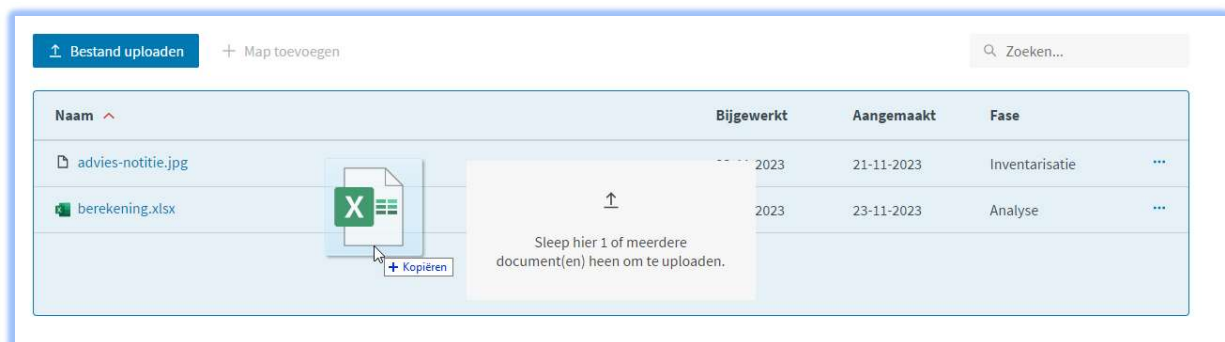 Bestand uploaden
Map toevoegen
Zoeken...
Naam Bijgewerkt Aangemaakt Fase
advies-notitie.jpg 2023 21-11-2023 Inventarisatie ...
berekening.xlsx 2023 23-11-2023 Analyse ...
X
Sleep hier 1 of meerdere
document(en) heen om te uploaden.
+ Kopiëren